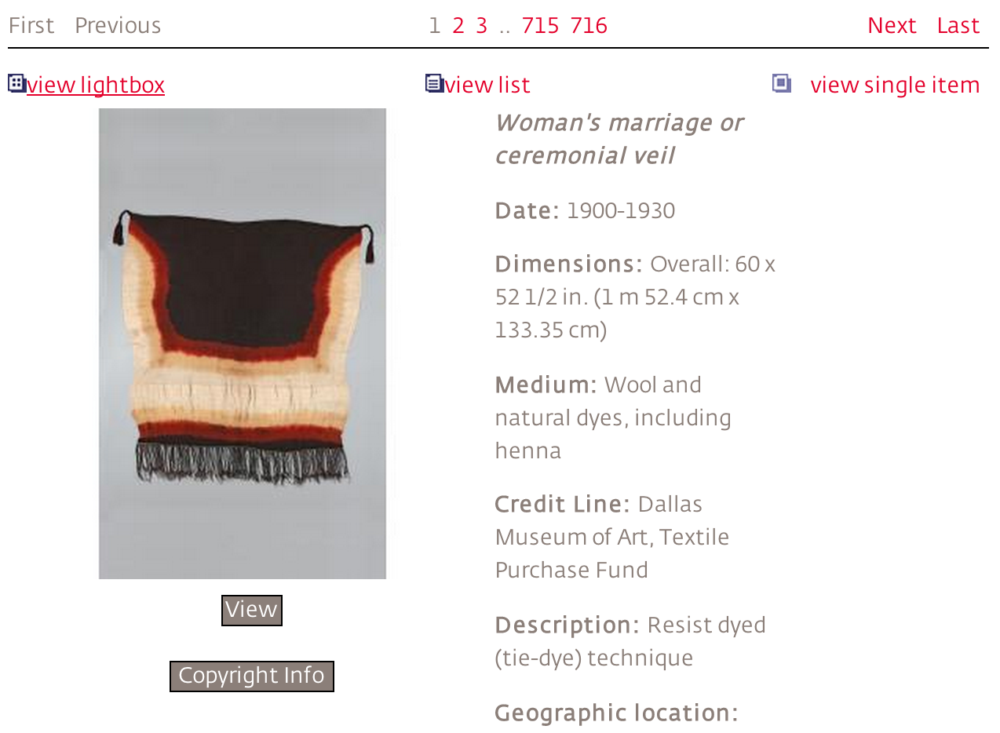 First Previous 1 2 3 .. 715 716 Next Last
view lightbox view list view single item
Woman's marriage or
ceremonial veil
Date: 1900-1930
Dimensions: Overall: 60 x
52 1/2 in. (1 m 52.4 cm x
133.35 cm)
Medium: Wool and
natural dyes, including
henna
Credit Line: Dallas
Museum of Art, Textile
Purchase Fund
View
Description: Resist dyed
(tie-dye) technique
Copyright Info
Geographic location: